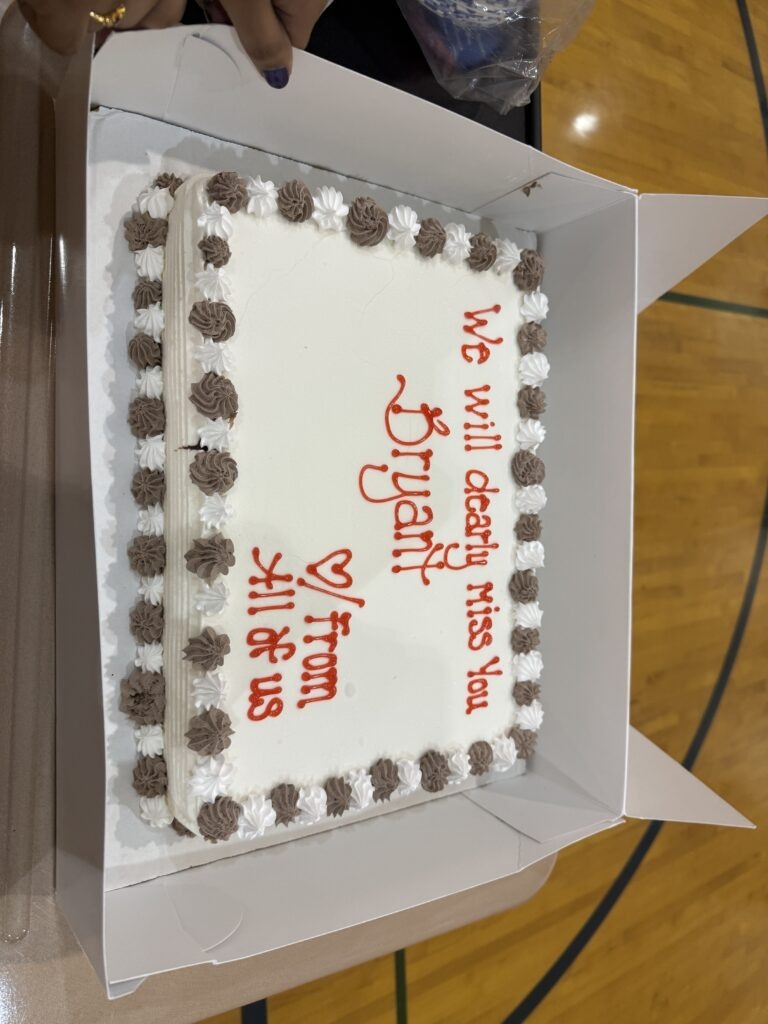 We will dearly Miss You
Bryant
♡/From
All of us